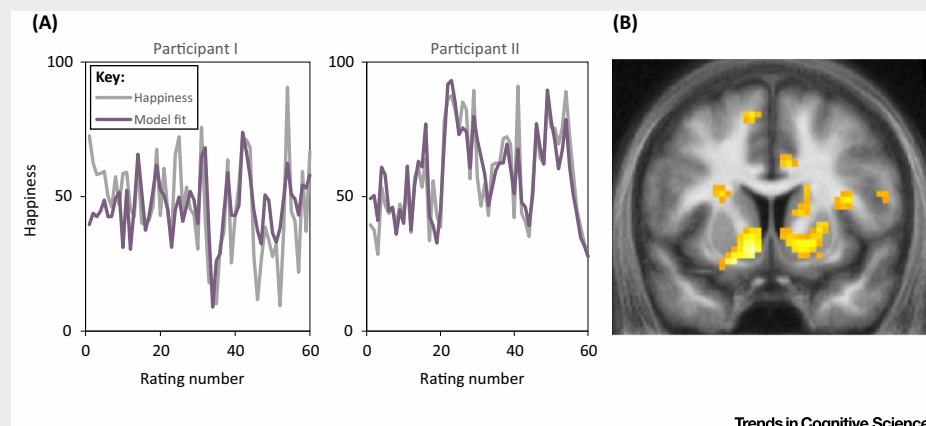 (A)
(B)
Participant I
Participant II
100
100
Key:
Happiness
Model fit
Happiness
50
50
0
0
0
20
40
60
0
20
40
60
Rating number
Rating number
Trends in Cognitive Science